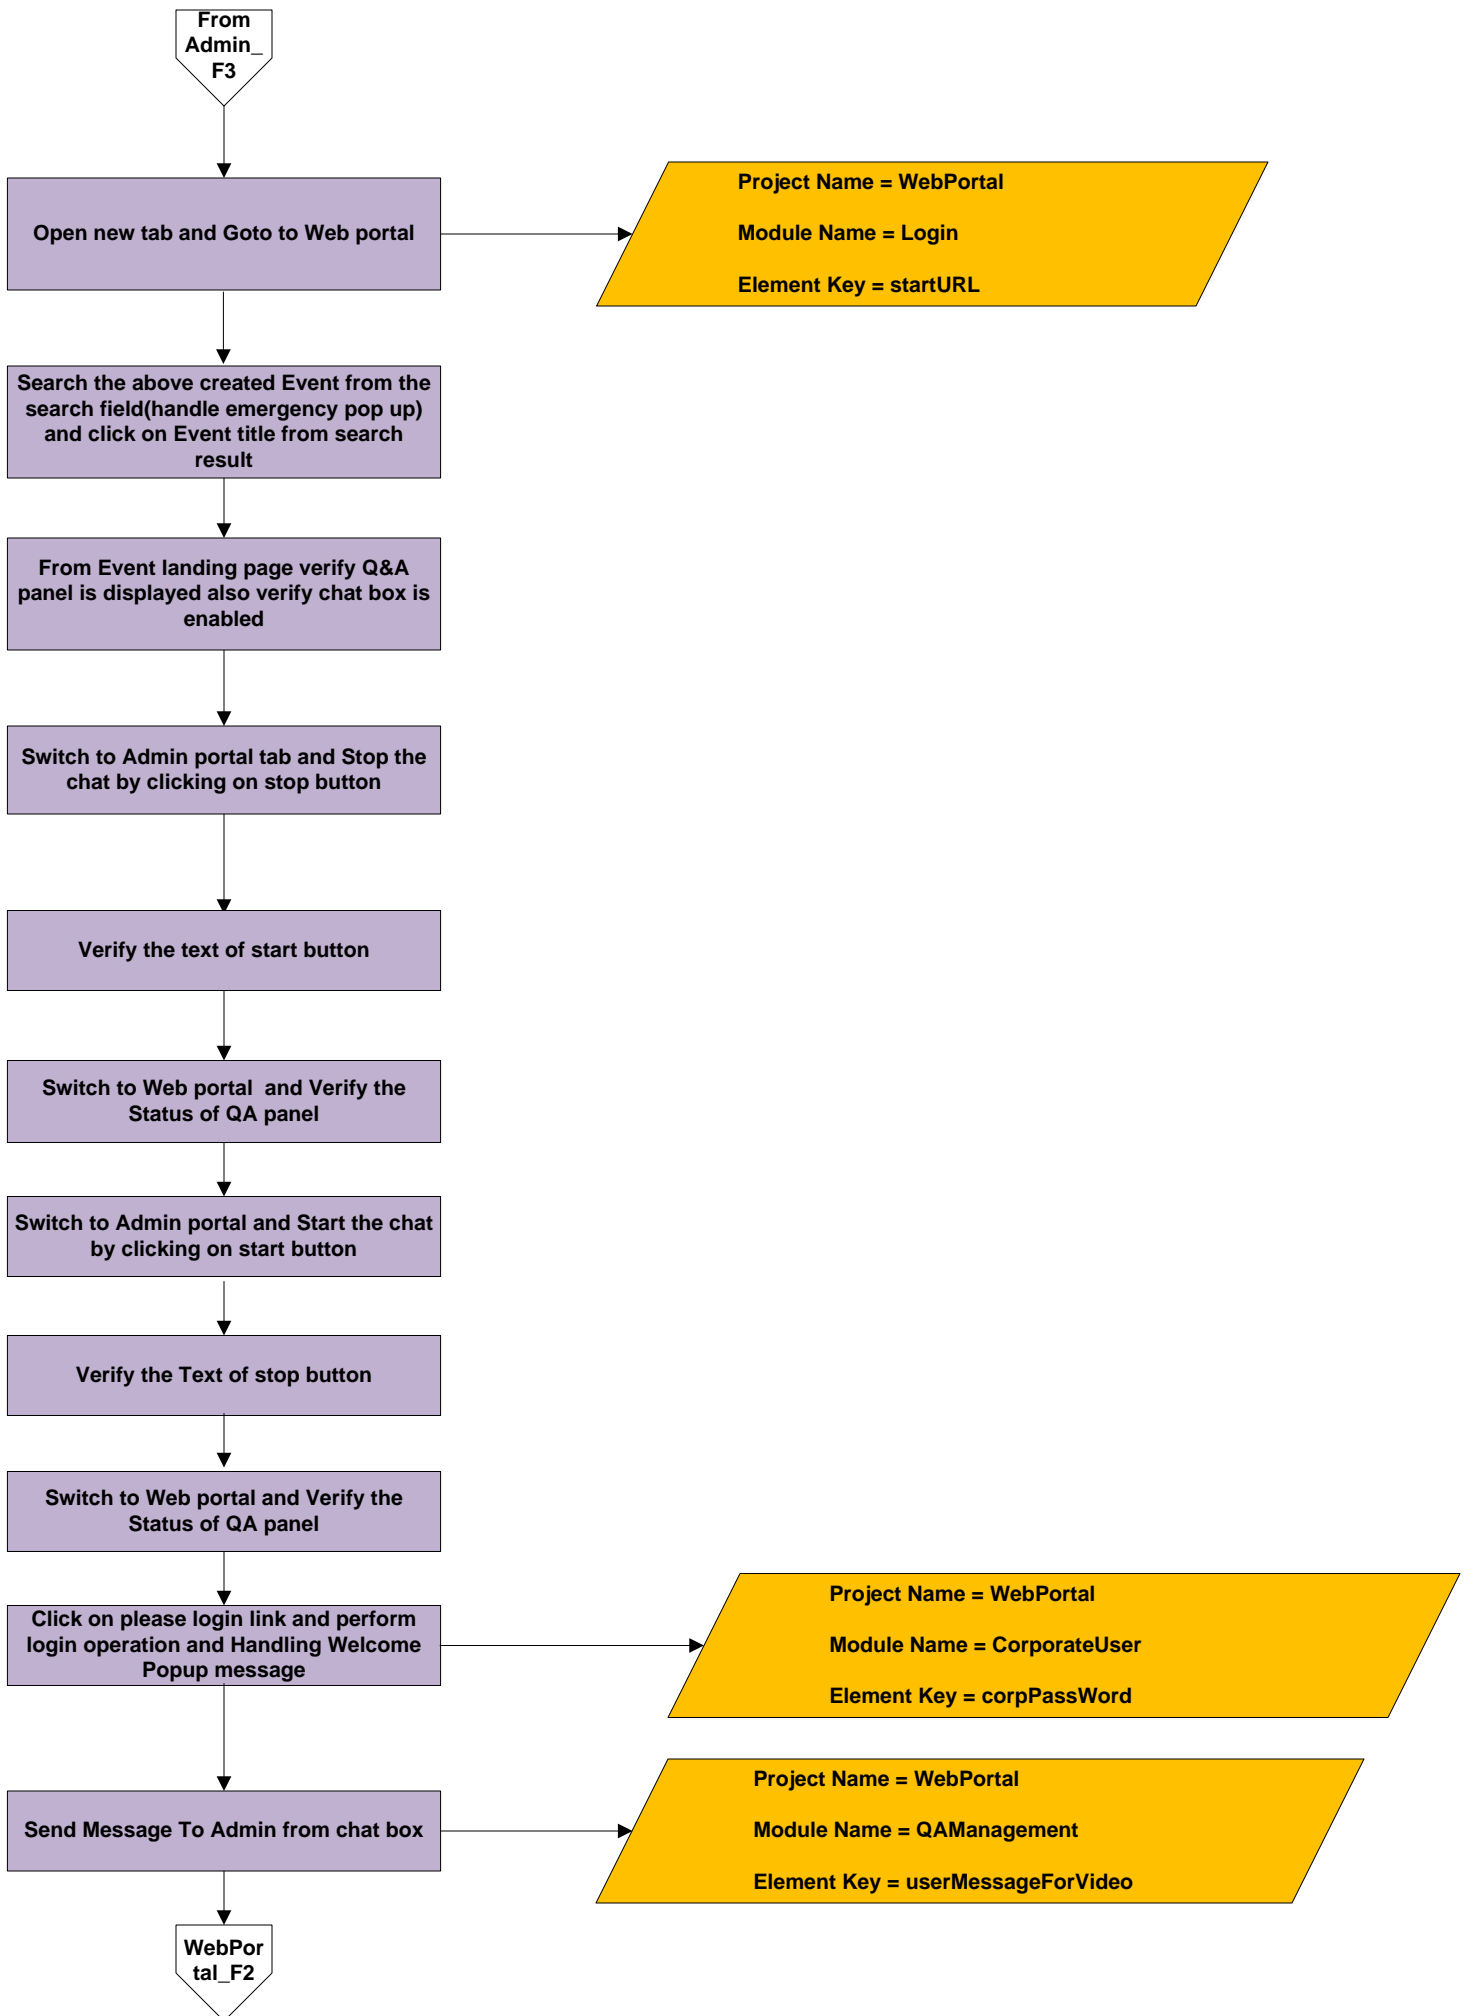 From
Admin_
F3
Open new tab and Goto to Web portal
Project Name = WebPortal
Module Name = Login
Element Key = startURL
Search the above created Event from the
search field(handle emergency pop up)
and click on Event title from search
result
From Event landing page verify Q&A
panel is displayed also verify chat box is
enabled
Switch to Admin portal tab and Stop the
chat by clicking on stop button
Verify the text of start button
Switch to Web portal  and Verify the
Status of QA panel
Switch to Admin portal and Start the chat
by clicking on start button
Verify the Text of stop button
Switch to Web portal and Verify the
Status of QA panel
Click on please login link and perform
login operation and Handling Welcome
Popup message
Project Name = WebPortal
Module Name = CorporateUser
Element Key = corpPassWord
Send Message To Admin from chat box
Project Name = WebPortal
Module Name = QAManagement
Element Key = userMessageForVideo
WebPor
tal_F2